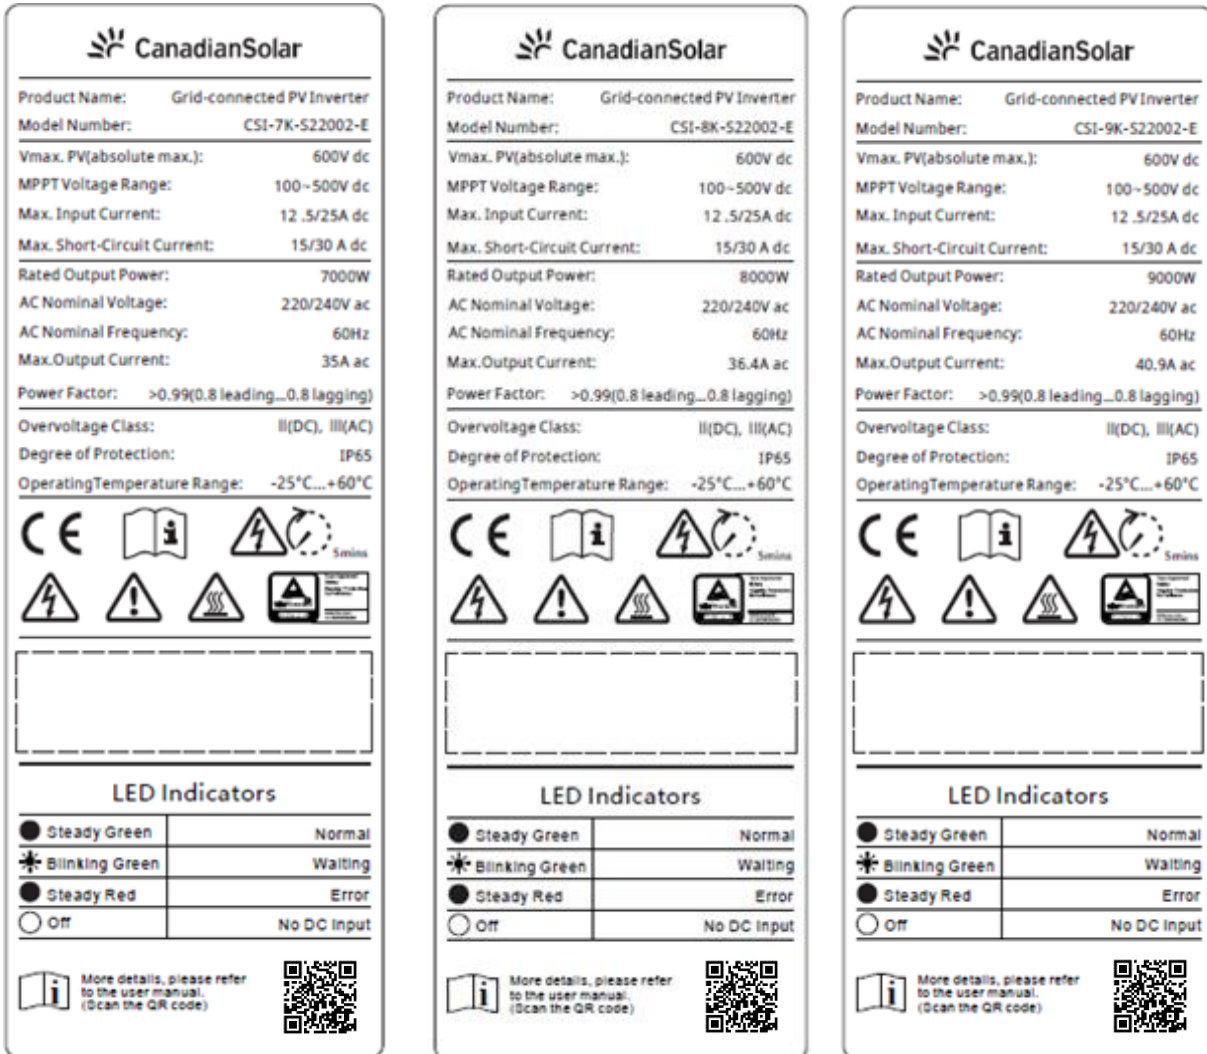 CanadianSolar
Product Name: Grid-connected PV Inverter
Model Number: CSI-7K-S22002-E
Vmax. PV(absolute max.): 600V dc
MPPT Voltage Range: 100~500V dc
Max. Input Current: 12 .5/25A dc
Max. Short-Circuit Current: 15/30 A dc
Rated Output Power: 7000W
AC Nominal Voltage: 220/240V ac
AC Nominal Frequency: 60Hz
Max.Output Current: 35A ac
Power Factor: >0.99(0.8 leading...0.8 lagging)
Overvoltage Class: II(DC), III(AC)
Degree of Protection: IP65
OperatingTemperature Range: -25°C...+60°C
CE
5mins
LED Indicators
Steady Green Normal
Blinking Green Waiting
Steady Red Error
Off No DC Input
More details, please refer
to the user manual.
(Scan the QR code)
CanadianSolar
Product Name: Grid-connected PV Inverter
Model Number: CSI-8K-S22002-E
Vmax. PV(absolute max.): 600V dc
MPPT Voltage Range: 100~500V dc
Max. Input Current: 12 .5/25A dc
Max. Short-Circuit Current: 15/30 A dc
Rated Output Power: 8000W
AC Nominal Voltage: 220/240V ac
AC Nominal Frequency: 60Hz
Max.Output Current: 36.4A ac
Power Factor: >0.99(0.8 leading...0.8 lagging)
Overvoltage Class: II(DC), III(AC)
Degree of Protection: IP65
OperatingTemperature Range: -25°C...+60°C
CE
5mins
LED Indicators
Steady Green Normal
Blinking Green Waiting
Steady Red Error
Off No DC Input
More details, please refer
to the user manual.
(Scan the QR code)
CanadianSolar
Product Name: Grid-connected PV Inverter
Model Number: CSI-9K-S22002-E
Vmax. PV(absolute max.): 600V dc
MPPT Voltage Range: 100~500V dc
Max. Input Current: 12 .5/25A dc
Max. Short-Circuit Current: 15/30 A dc
Rated Output Power: 9000W
AC Nominal Voltage: 220/240V ac
AC Nominal Frequency: 60Hz
Max.Output Current: 40.9A ac
Power Factor: >0.99(0.8 leading...0.8 lagging)
Overvoltage Class: II(DC), III(AC)
Degree of Protection: IP65
OperatingTemperature Range: -25°C...+60°C
CE
5mins
LED Indicators
Steady Green Normal
Blinking Green Waiting
Steady Red Error
Off No DC Input
More details, please refer
to the user manual.
(Scan the QR code)